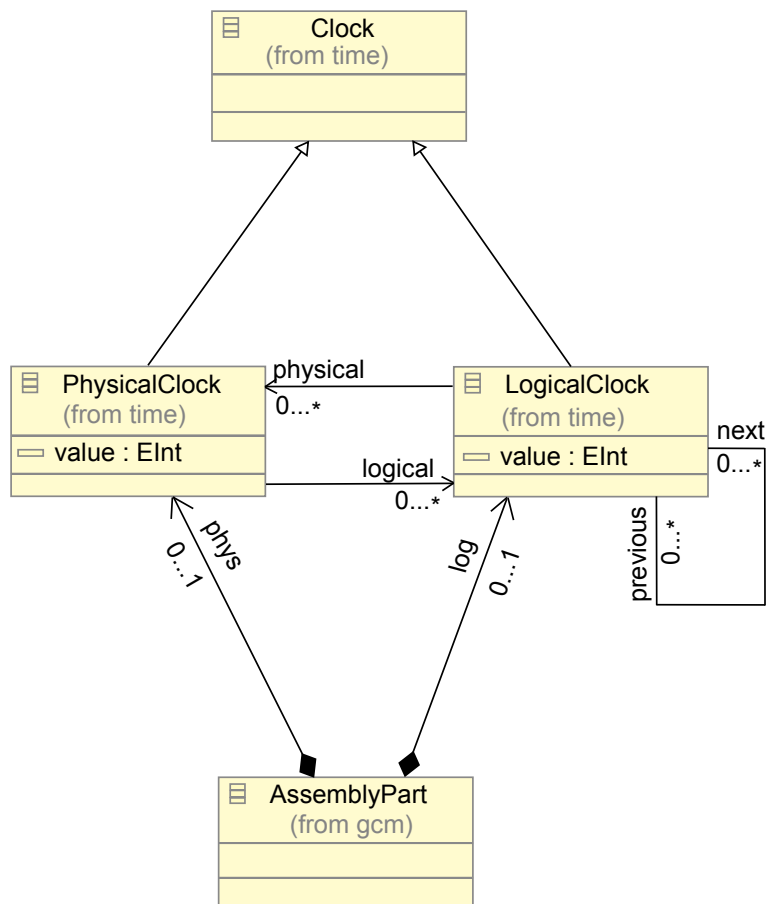 Clock
(from time)
PhysicalClock
(from time)
value : EInt
physical
0...*
logical
0...*
LogicalClock
(from time)
value : EInt
next
0...*
previous
0...*
phys
0...1
log
0...1
AssemblyPart
(from gcm)